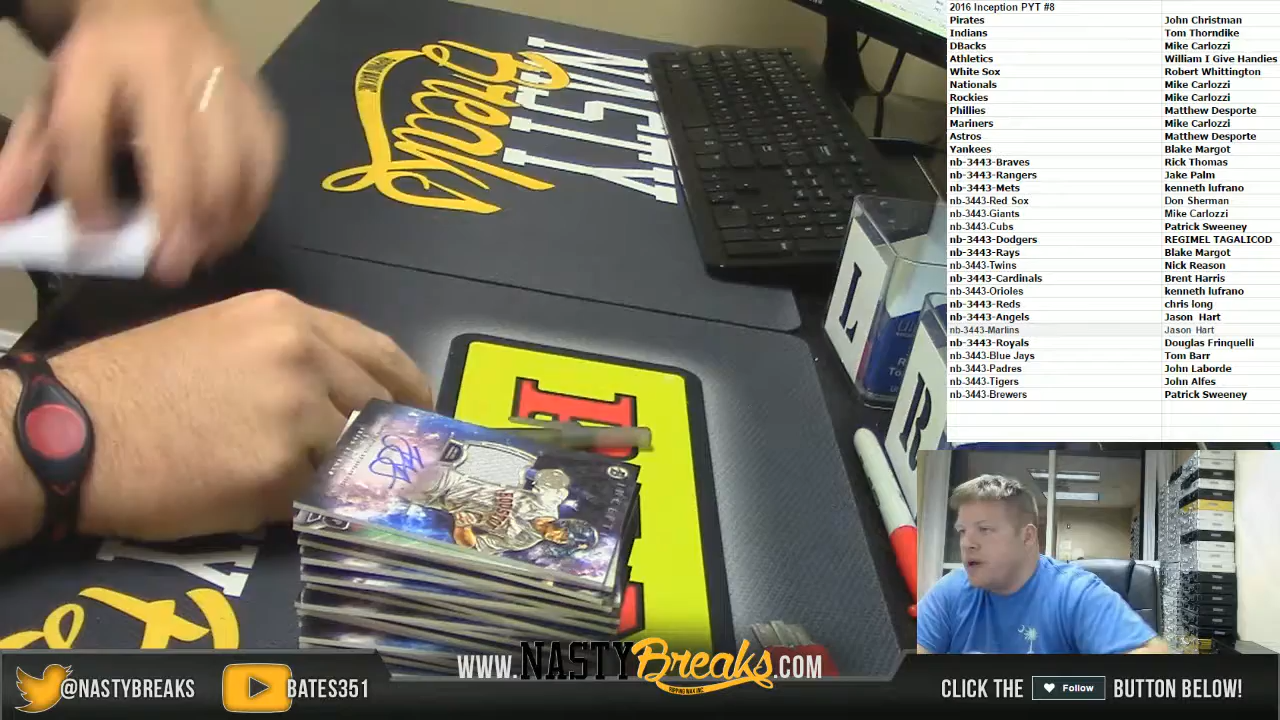 2016 Inception PYT #8
Pirates John Christman
Indians Tom Thorndike
DBacks Mike Carlozzi
Athletics William I Give Handies
White Sox Robert Whittington
Nationals Mike Carlozzi
Rockies Mike Carlozzi
Phillies Matthew Desporte
Mariners Mike Carlozzi
Astros Matthew Desporte
Yankees Blake Margot
nb-3443-Braves Rick Thomas
nb-3443-Rangers Jake Palm
nb-3443-Mets kenneth lufrano
nb-3443-Red Sox Don Sherman
nb-3443-Giants Mike Carlozzi
nb-3443-Cubs Patrick Sweeney
nb-3443-Dodgers REGIMEL TAGALICOD
nb-3443-Rays Blake Margot
nb-3443-Twins Nick Reason
nb-3443-Cardinals Brent Harris
nb-3443-Orioles kenneth lufrano
nb-3443-Reds chris long
nb-3443-Angels Jason Hart
nb-3443-Marlins Jason Hart
nb-3443-Royals Douglas Frinquelli
nb-3443-Blue Jays Tom Barr
nb-3443-Padres John Laborde
nb-3443-Tigers John Alfes
nb-3443-Brewers Patrick Sweeney
NASTY
Breaks
L
R
@NASTYBREAKS
BATES351
WWW.NASTYBreaks.COM
RIPPING WAX INC
CLICK THE Follow BUTTON BELOW!